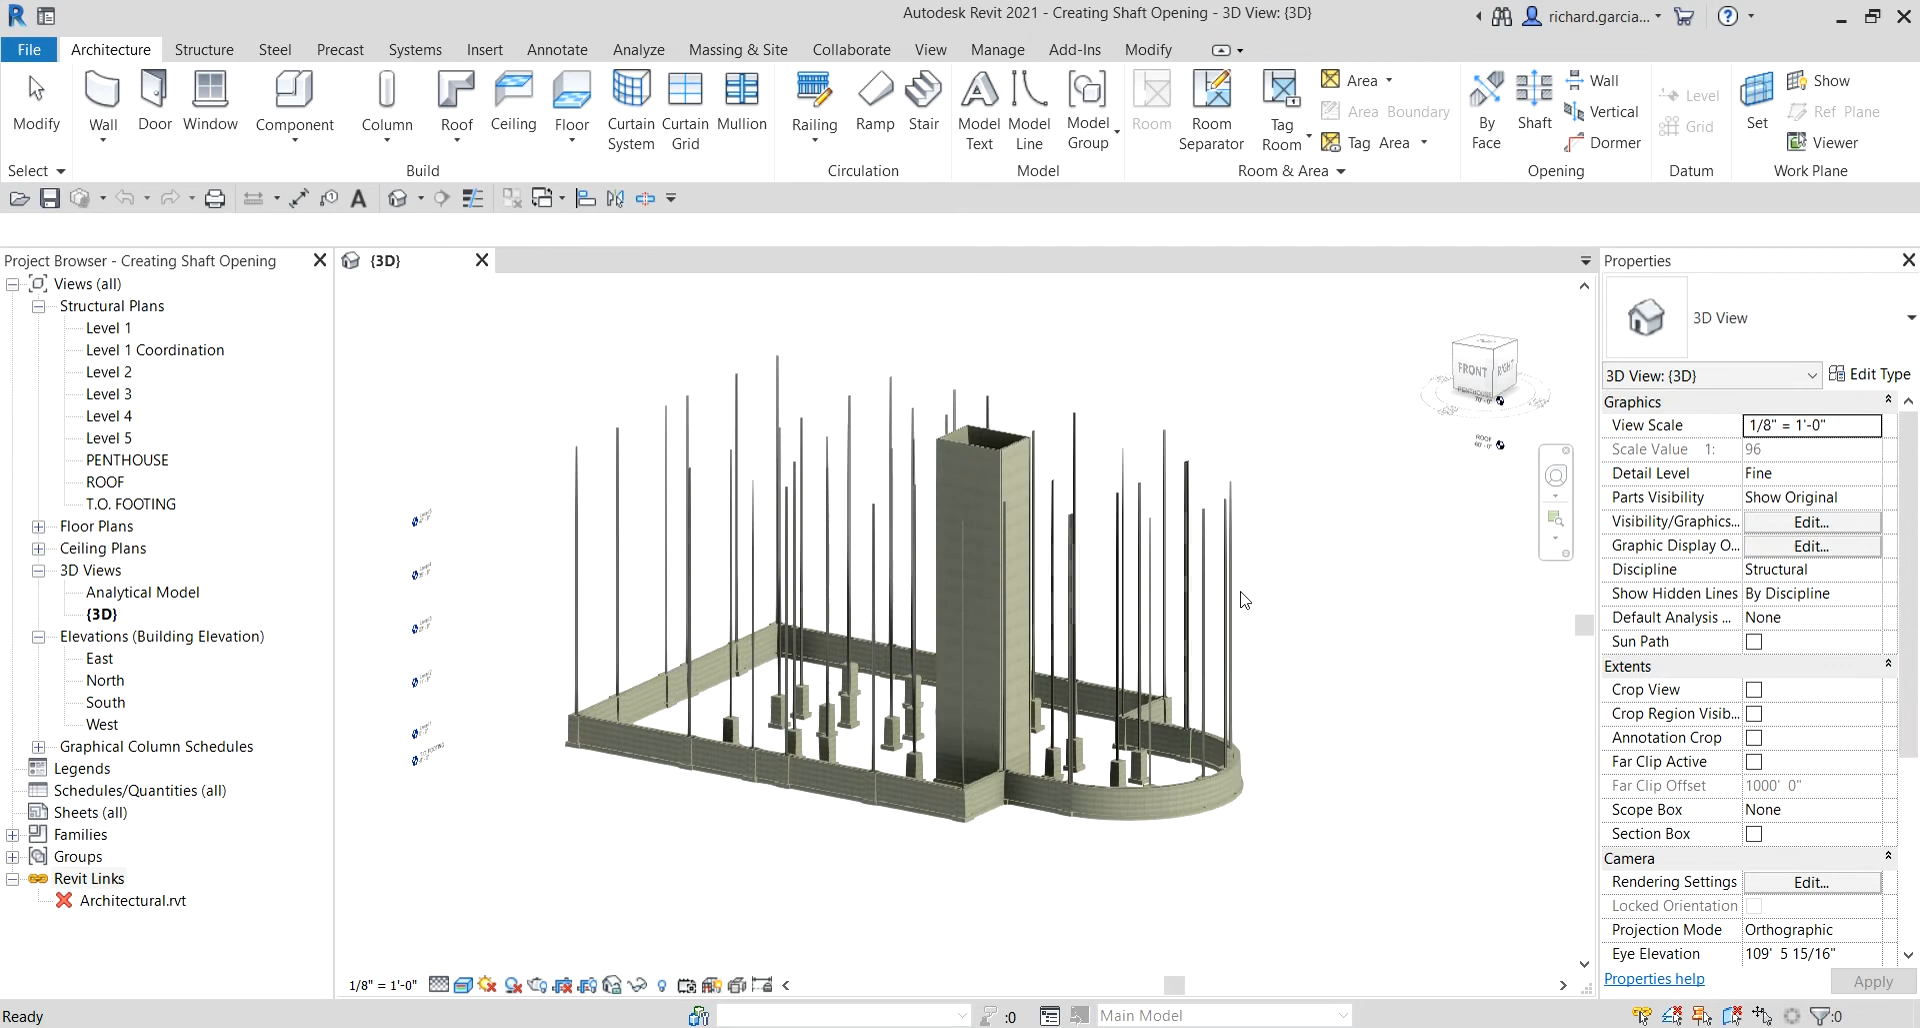 Autodesk Revit 2021 - Creating Shaft Opening - 3D View: {3D}
richard.garcia...
File Architecture Structure Steel Precast Systems Insert Annotate Analyze Massing & Site Collaborate View Manage Add-Ins Modify
Modify
Wall Door Window Component Column Roof Ceiling Floor
Curtain System
Curtain Grid
Mullion
Railing Ramp Stair
Model Text
Model Line
Model Group
Room
Room Separator
Tag Room
Area
Area Boundary
Tag Area
By Face
Shaft
Wall
Vertical
Dormer
Level
Grid
Set
Show
Ref Plane
Viewer
Select Build Circulation Model Room & Area Opening Datum Work Plane
Project Browser - Creating Shaft Opening
Views (all)
Structural Plans
Level 1
Level 1 Coordination
Level 2
Level 3
Level 4
Level 5
PENTHOUSE
ROOF
T.O. FOOTING
Floor Plans
Ceiling Plans
3D Views
Analytical Model
{3D}
Elevations (Building Elevation)
East
North
South
West
Graphical Column Schedules
Legends
Schedules/Quantities (all)
Sheets (all)
Families
Groups
Revit Links
Architectural.rvt
{3D}
FRONT RIGHT
PENTHOUSE
ROOF
1/8" = 1'-0"
Properties
3D View
3D View: {3D} Edit Type
Graphics
View Scale 1/8" = 1'-0"
Scale Value 1: 96
Detail Level Fine
Parts Visibility Show Original
Visibility/Graphics... Edit...
Graphic Display O... Edit...
Discipline Structural
Show Hidden Lines By Discipline
Default Analysis ... None
Sun Path
Extents
Crop View
Crop Region Visib...
Annotation Crop
Far Clip Active
Far Clip Offset 1000' 0"
Scope Box None
Section Box
Camera
Rendering Settings Edit...
Locked Orientation
Projection Mode Orthographic
Eye Elevation 109' 5 15/16"
Properties help Apply
Ready
:0
Main Model
:0